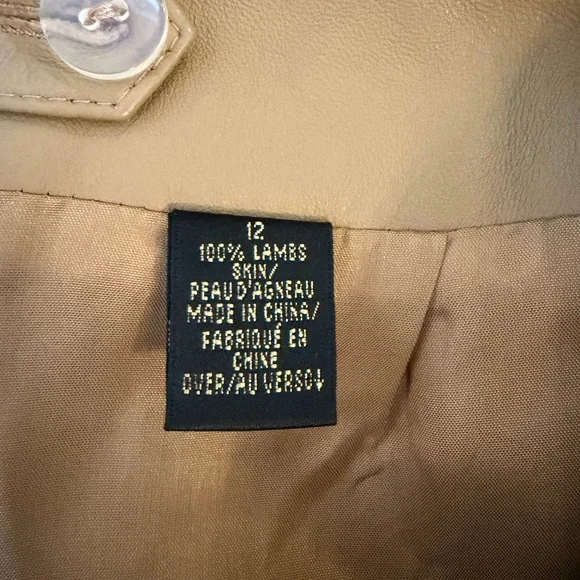 12
100% LAMBS
SKIN/
PEAU D'AGNEAU
MADE IN CHINA/
FABRIQUÉ EN
CHINE
OVER/AU VERSO↓